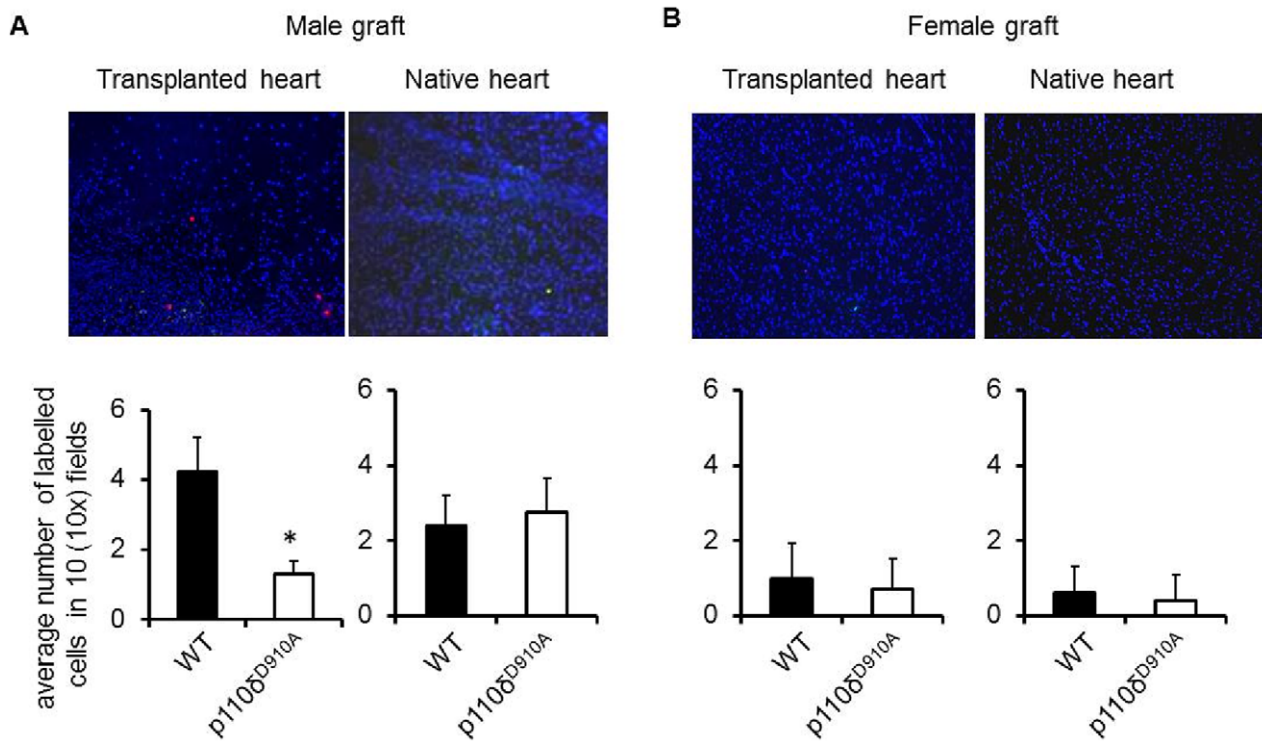 A
Male graft
Transplanted heart
Native heart
B
Female graft
Transplanted heart
Native heart
average number of labelled
cells in 10 (10x) fields
6
4
2
0
*
WT
p110δD910A
6
4
2
0
WT
p110δD910A
6
4
2
0
WT
p110δD910A
6
4
2
0
WT
p110δD910A